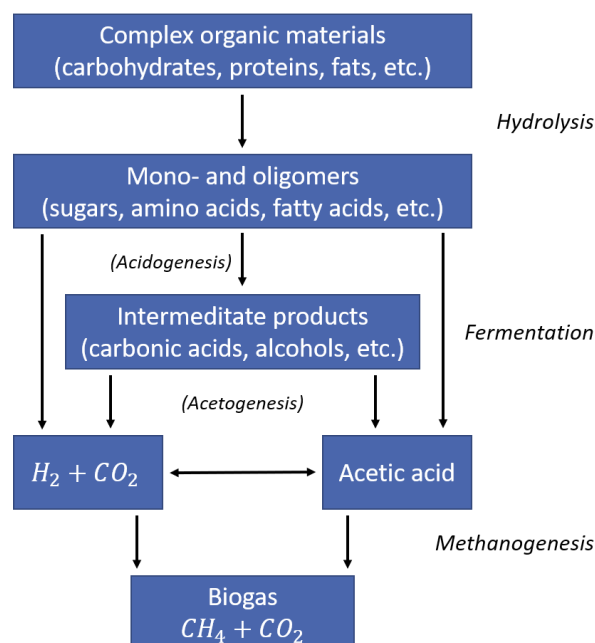 Complex organic materials
(carbohydrates, proteins, fats, etc.)
Hydrolysis
Mono- and oligomers
(sugars, amino acids, fatty acids, etc.)
(Acidogenesis)
Intermeditate products
(carbonic acids, alcohols, etc.)
Fermentation
(Acetogenesis)
H₂ + CO₂
Acetic acid
Methanogenesis
Biogas
CH₄ + CO₂